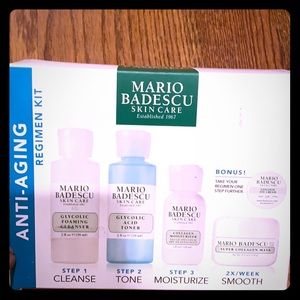 MARIO
BADESCU
SKIN CARE
Established 1967
ANTI-AGING
REGIMEN KIT
BONUS!
TAKE YOUR
REGIMEN ONE
STEP FURTHER
MARIO
BADESCU
SKIN CARE
GLYCOLIC
FOAMING
CLEANSER
MARIO
BADESCU
SKIN CARE
GLYCOLIC
ACID
TONER
MARIO
BADESCU
SKIN CARE
COLLAGEN
MOISTURIZER
MARIO
BADESCU
SUPER COLLAGEN MASK
STEP 1
CLEANSE
STEP 2
TONE
STEP 3
MOISTURIZE
2X/WEEK
SMOOTH